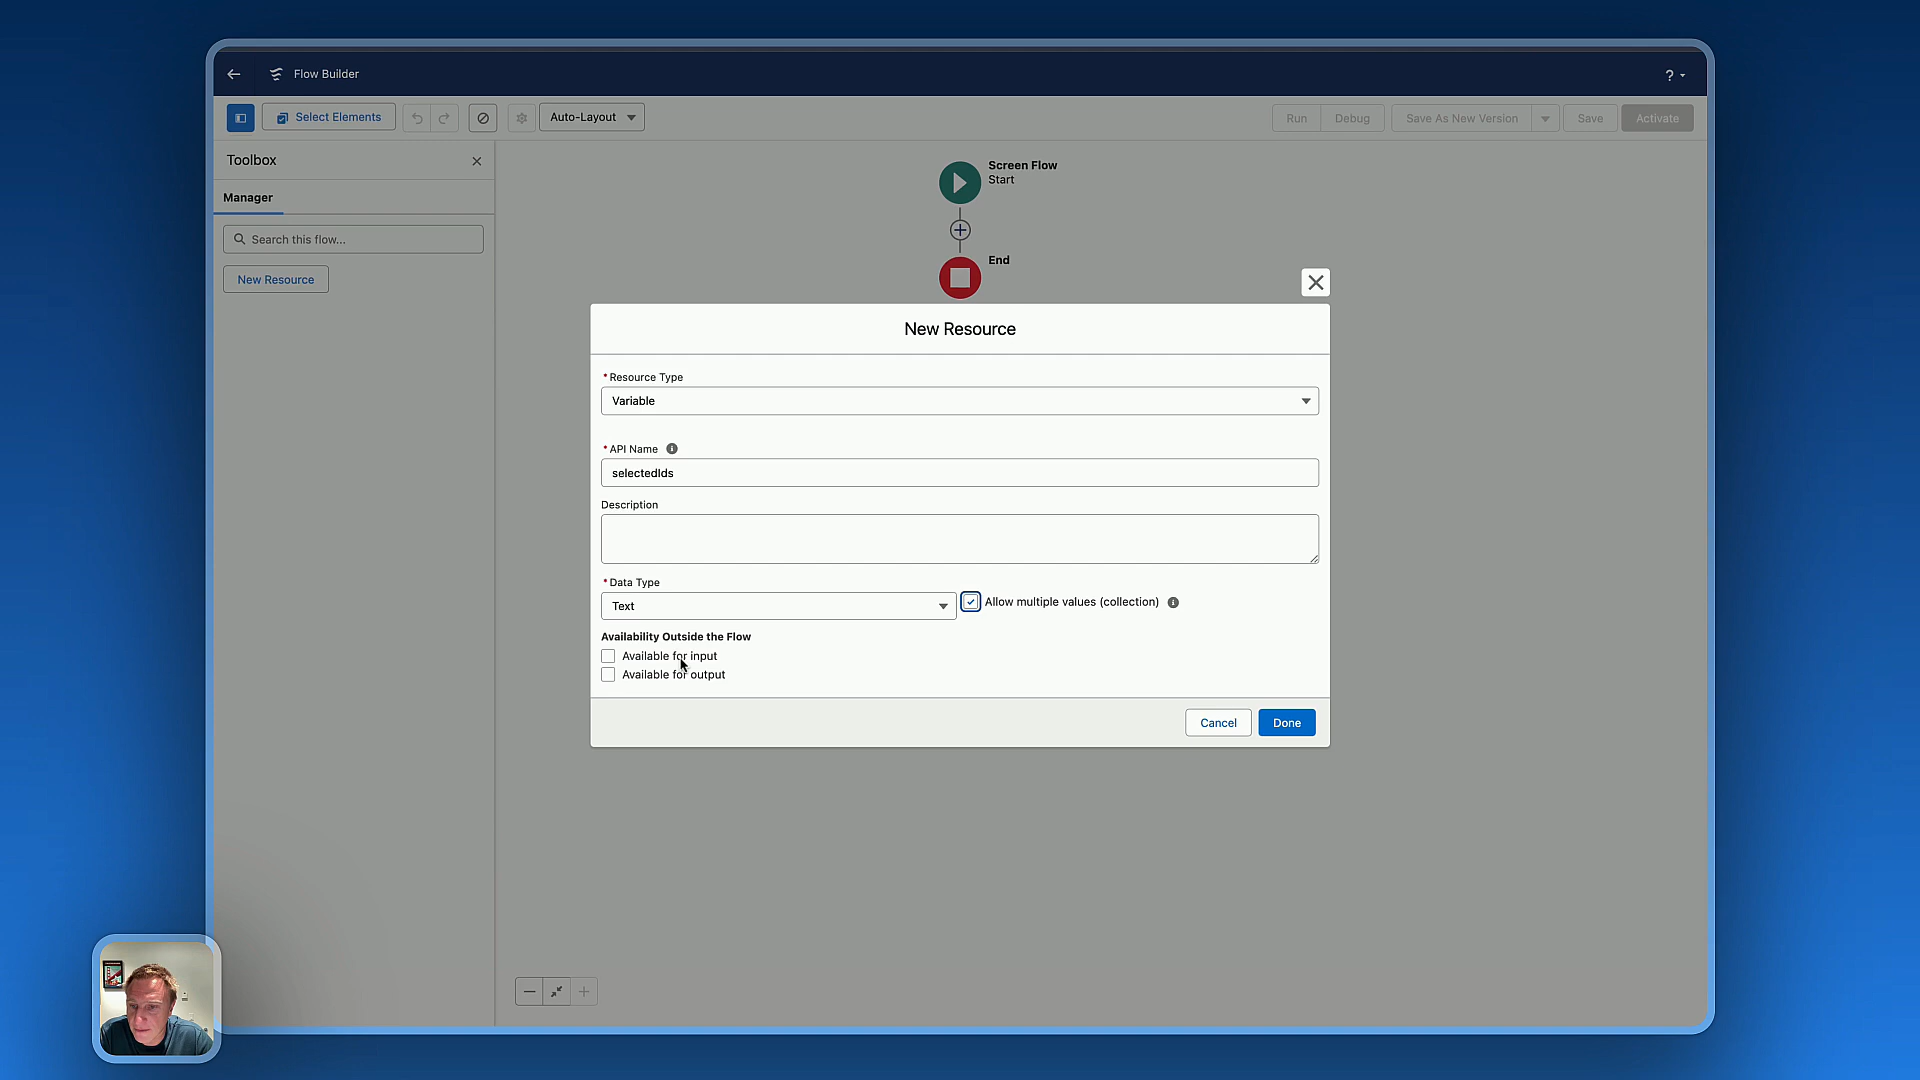 Flow Builder
?
Select Elements
Auto-Layout
Run
Debug
Save As New Version
Save
Activate
Toolbox
Manager
Search this flow...
New Resource
Screen Flow
Start
End
New Resource
*Resource Type
Variable
*API Name
selectedIds
Description
*Data Type
Text
Allow multiple values (collection)
Availability Outside the Flow
Available for input
Available for output
Cancel
Done